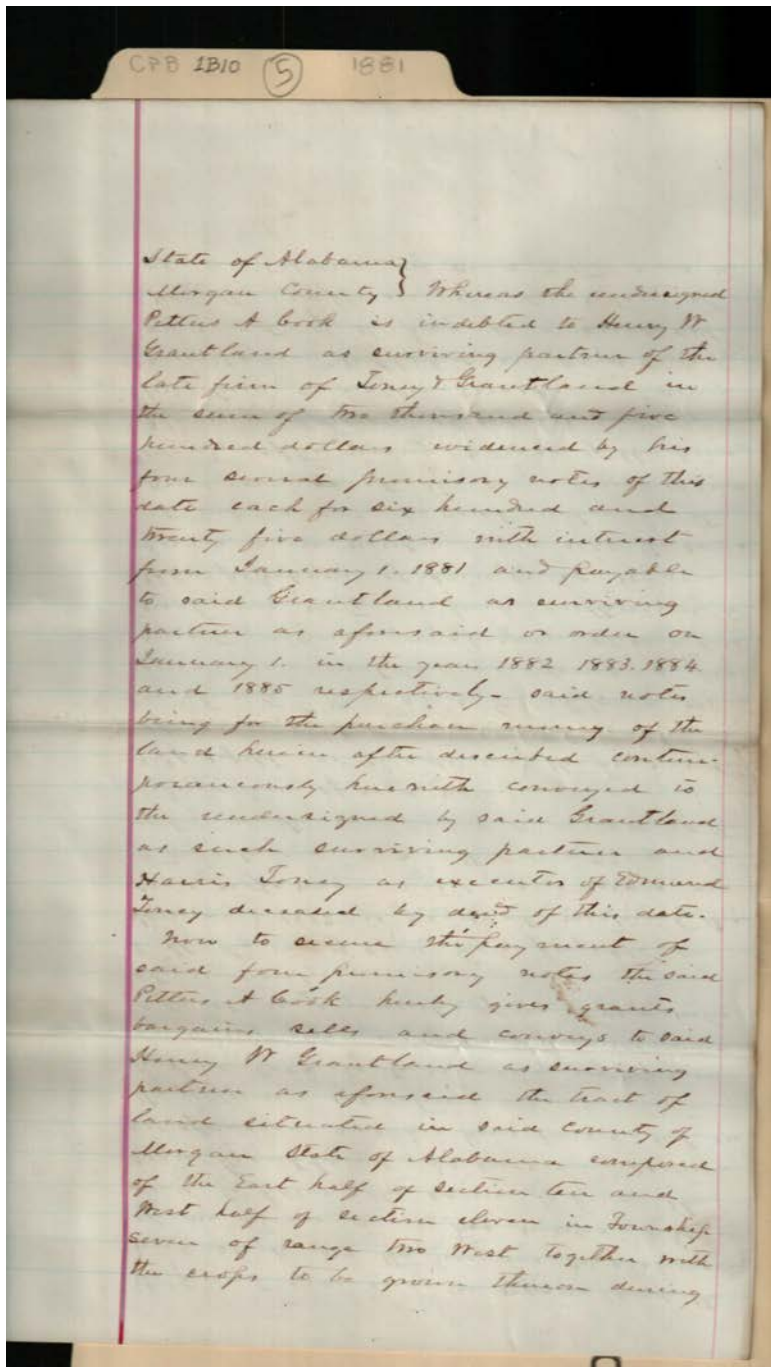 CPB 1B10 5 1881
State of Alabama }
Morgan County } Whereas the undersigned
Pettus A Cook is indebted to Henry W
Grantland as surviving partner of the
late firm of Toney & Grantland in
the sum of two thousand and five
hundred dollars evidenced by his
four several promisory notes of this
date each for six hundred and
twenty five dollars with interest
from January 1. 1881 and payable
to said Grantland as surviving
partner as aforesaid or order on
January 1. in the year 1882 1883. 1884.
and 1885 respectively - said notes
being for the purchase money of the
land herein after described contem-
poraneously herewith conveyed to
the undersigned by said Grantland
as such surviving partner and
Harris Toney as executor of Edmund
Toney deceased by deed of this date.
Now to secure the payment of
said four promisory notes the said
Pettus A Cook hereby gives grants
bargains sells and conveys to said
Henry W Grantland as surviving
partner as aforesaid the tract of
land situated in said County of
Morgan State of Alabama composed
of the East half of section ten and
West half of section eleven in Township
seven of range two West together with
the crops to be grown thereon during